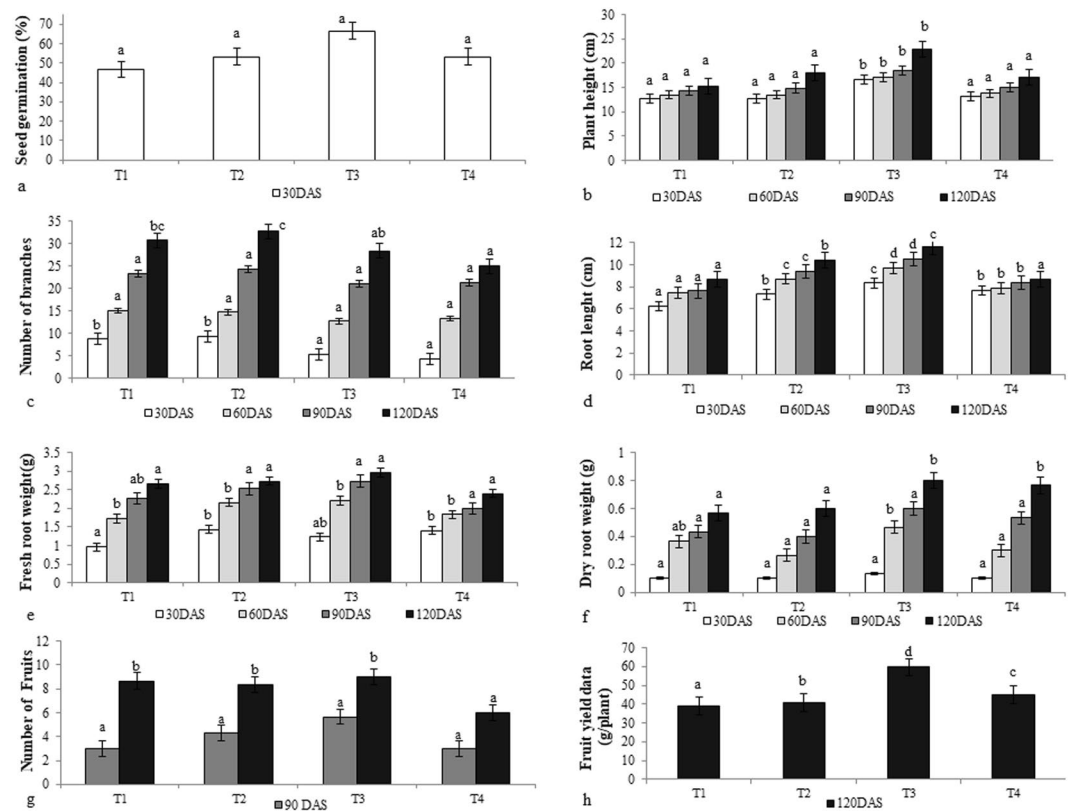 Seed germination (%)
70
60
50
40
30
20
10
0
a
a
a
a
T1
T2
T3
T4
30DAS
a
Plant height (cm)
30
25
20
15
10
5
0
a a a a
a a a a
b b b b
a a a a
T1
T2
T3
T4
30DAS 60DAS 90DAS 120DAS
b
Number of branches
35
30
25
20
15
10
5
0
b a a bc
b a a c
a a a ab
a a a a
T1
T2
T3
T4
30DAS 60DAS 90DAS 120DAS
c
Root lenght (cm)
12
10
8
6
4
2
0
a a a a
b c c b
c d d c
b b b a
T1
T2
T3
T4
30DAS 60DAS 90DAS 120DAS
d
Fresh root weight(g)
3.5
3
2.5
2
1.5
1
0.5
0
a b ab a
b b a a
ab b a a
b b a a
T1
T2
T3
T4
30DAS 60DAS 90DAS 120DAS
e
Dry root weight (g)
1
0.8
0.6
0.4
0.2
0
a ab a a
a a a a
a b a b
a a a b
T1
T2
T3
T4
30DAS 60DAS 90DAS 120DAS
f
Number of Fruits
12
10
8
6
4
2
0
a b
a b
a b
a a
T1
T2
T3
T4
90 DAS
g
Fruit yield data
(g/plant)
70
60
50
40
30
20
10
0
a
b
d
c
T1
T2
T3
T4
120DAS
h